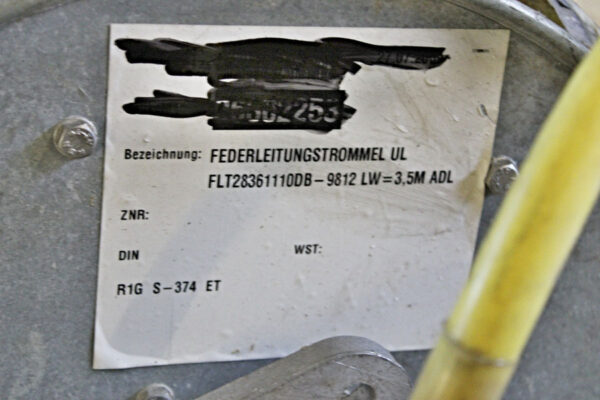 Bezeichnung: FEDERLEITUNGSTROMMEL UL
FLT28361110DB-9812 LW=3,5M ADL
ZNR:
DIN WST:
R1G S-374 ET